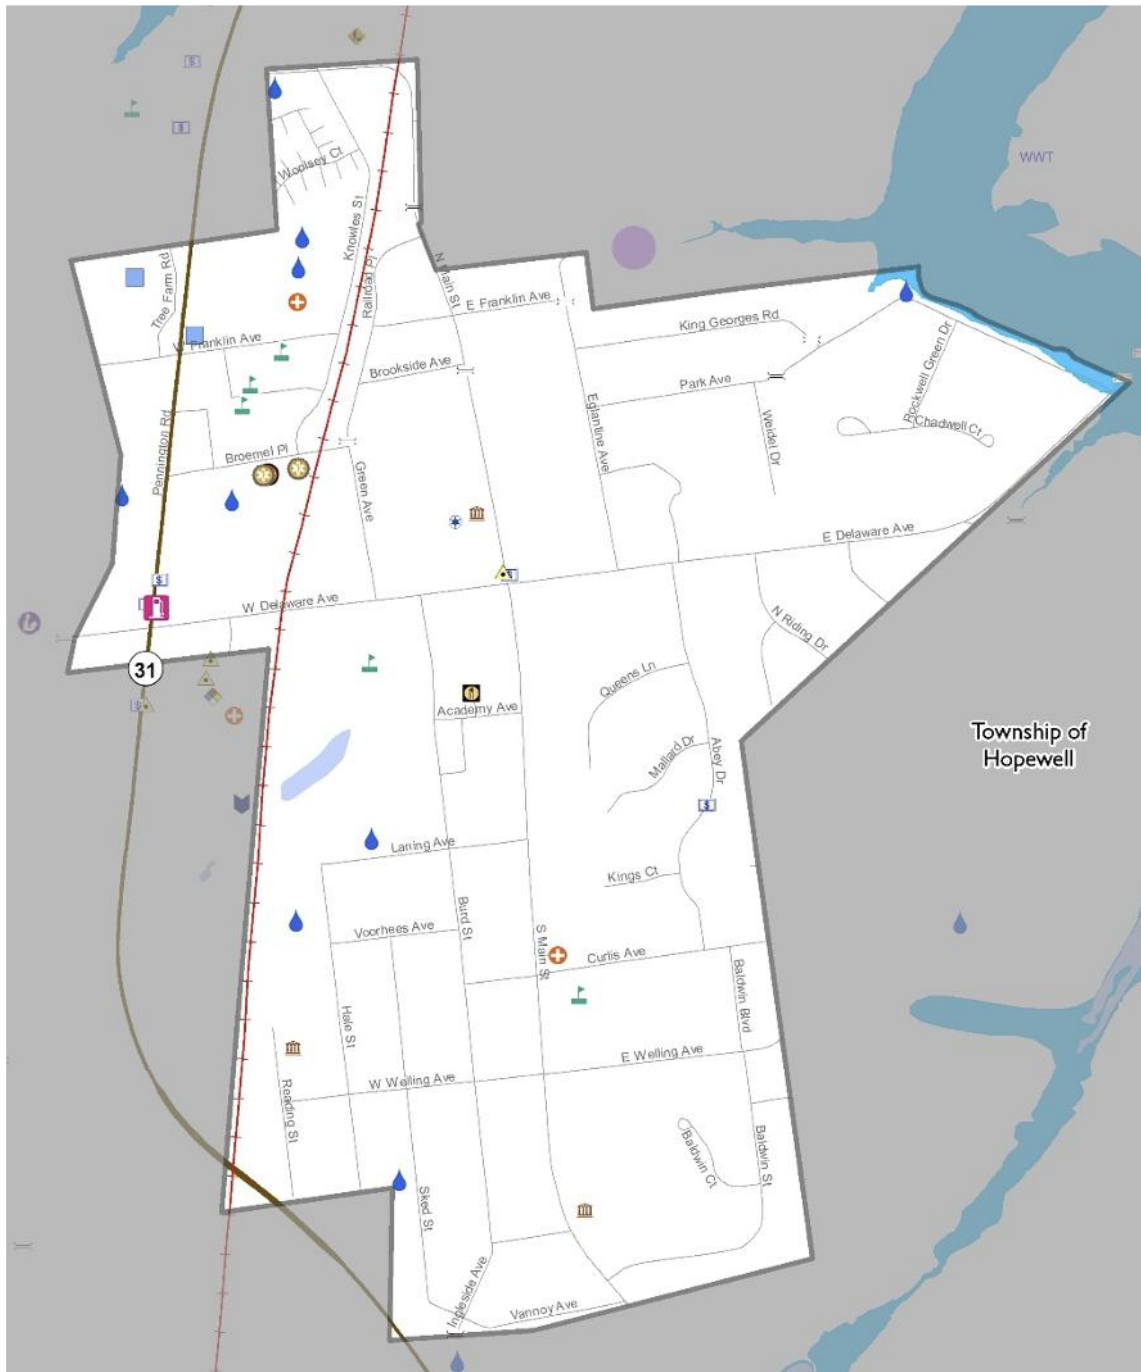 WWT
Woolsey Ct
Knowles St
Railroad Pl
N Main St
Tree Farm Rd
E Franklin Ave
W Franklin Ave
King Georges Rd
Rockwell Green Dr
Brookside Ave
Park Ave
Eglantine Ave
Weidel Dr
Chadwell Ct
Pennington Rd
Broemel Pl
Green Ave
E Delaware Ave
$
$
W Delaware Ave
N Riding Dr
31
Queens Ln
Academy Ave
Township of
Hopewell
Mallard Dr
Abey Dr
$
Laning Ave
Kings Ct
Burd St
Voorhees Ave
S Main St
Curlis Ave
Baldwin Blvd
Hale St
E Welling Ave
W Welling Ave
Reading St
Baldwin Ct
Baldwin St
Sked St
Ingleside Ave
Vannoy Ave